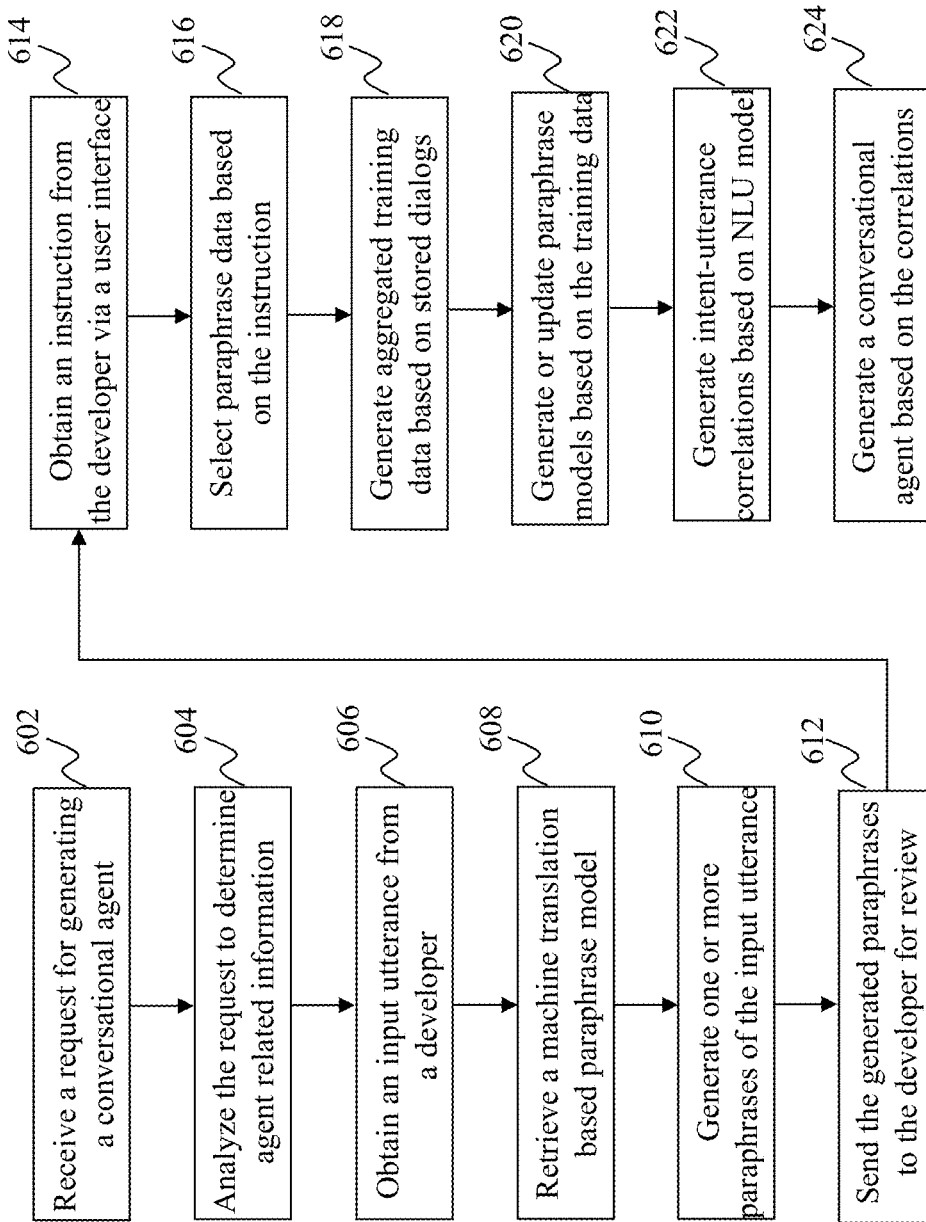 602
Receive a request for generating
a conversational agent
604
Analyze the request to determine
agent related information
606
Obtain an input utterance from
a developer
608
Retrieve a machine translation
based paraphrase model
610
Generate one or more
paraphrases of the input utterance
612
Send the generated paraphrases
to the developer for review
614
Obtain an instruction from
the developer via a user interface
616
Select paraphrase data based
on the instruction
618
Generate aggregated training
data based on stored dialogs
620
Generate or update paraphrase
models based on the training data
622
Generate intent-utterance
correlations based on NLU model
624
Generate a conversational
agent based on the correlations